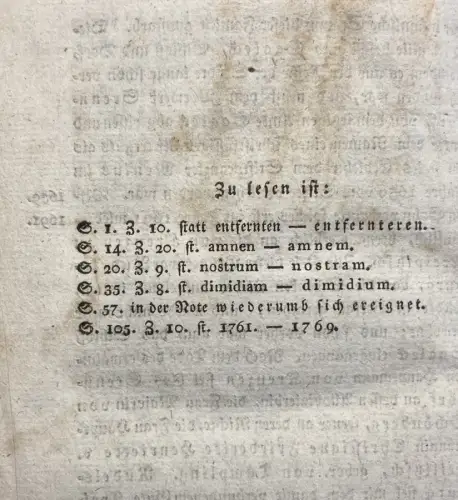 Zu lesen ist:
S. 1. Z. 10. statt entfernten — entfernteren.
S. 14. Z. 20. st. amnen — amnem.
S. 20. Z. 9. st. nostrum — nostram.
S. 35. Z. 8. st. dimidiam — dimidium.
S. 57. in der Note wiederumb sich ereignet.
S. 105. Z. 10. st. 1761. — 1769.